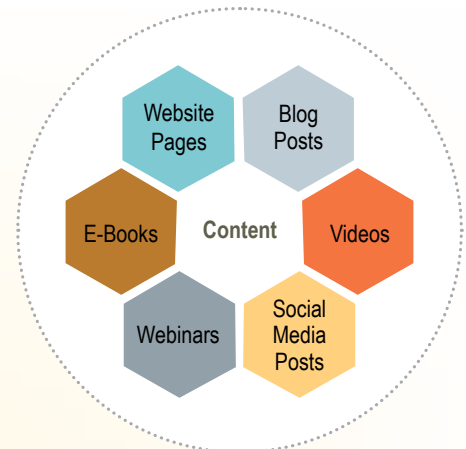 Website
Pages
Blog
Posts
E-Books
Content
Videos
Webinars
Social
Media
Posts